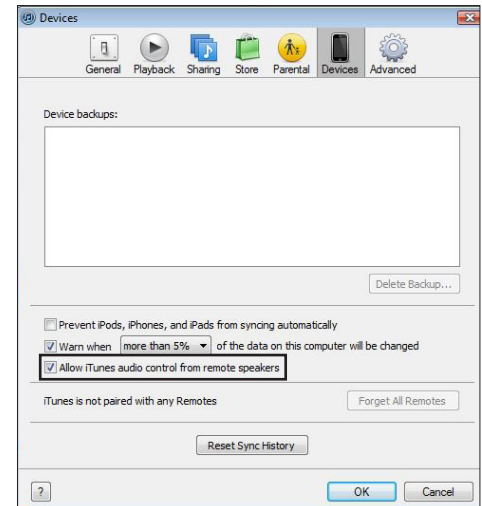 Devices
General Playback Sharing Store Parental Devices Advanced
Device backups:
Delete Backup...
Prevent iPods, iPhones, and iPads from syncing automatically
Warn when more than 5% of the data on this computer will be changed
Allow iTunes audio control from remote speakers
iTunes is not paired with any Remotes Forget All Remotes
Reset Sync History
? OK Cancel